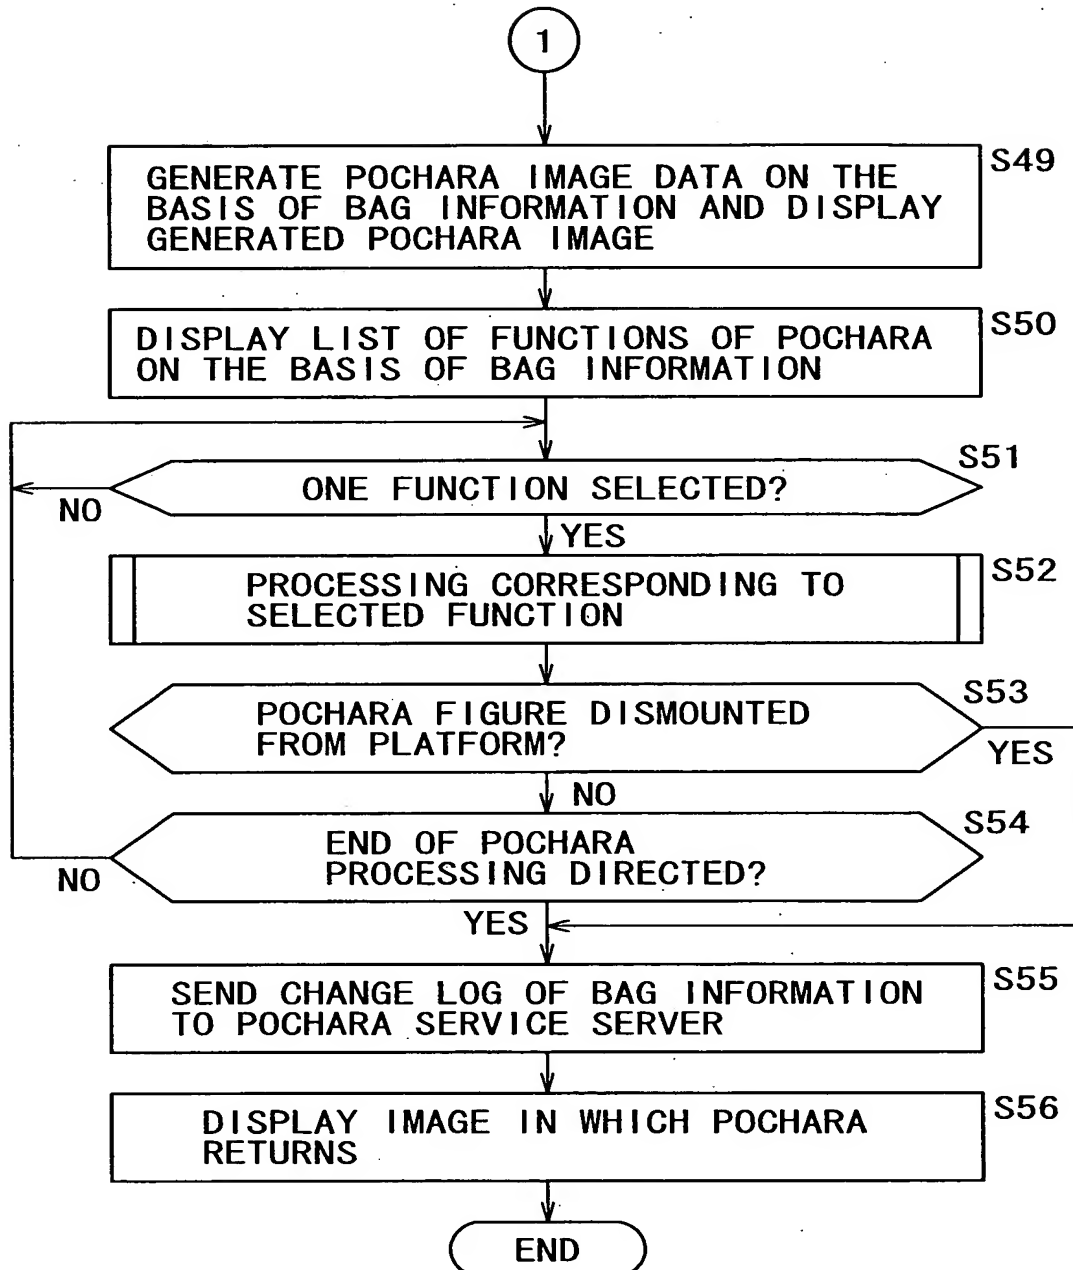 1
S49
GENERATE POCHARA IMAGE DATA ON THE
BASIS OF BAG INFORMATION AND DISPLAY
GENERATED POCHARA IMAGE
S50
DISPLAY LIST OF FUNCTIONS OF POCHARA
ON THE BASIS OF BAG INFORMATION
S51
ONE FUNCTION SELECTED?
NO
YES
S52
PROCESSING CORRESPONDING TO
SELECTED FUNCTION
S53
POCHARA FIGURE DISMOUNTED
FROM PLATFORM?
YES
NO
S54
END OF POCHARA
PROCESSING DIRECTED?
NO
YES
S55
SEND CHANGE LOG OF BAG INFORMATION
TO POCHARA SERVICE SERVER
S56
DISPLAY IMAGE IN WHICH POCHARA
RETURNS
END